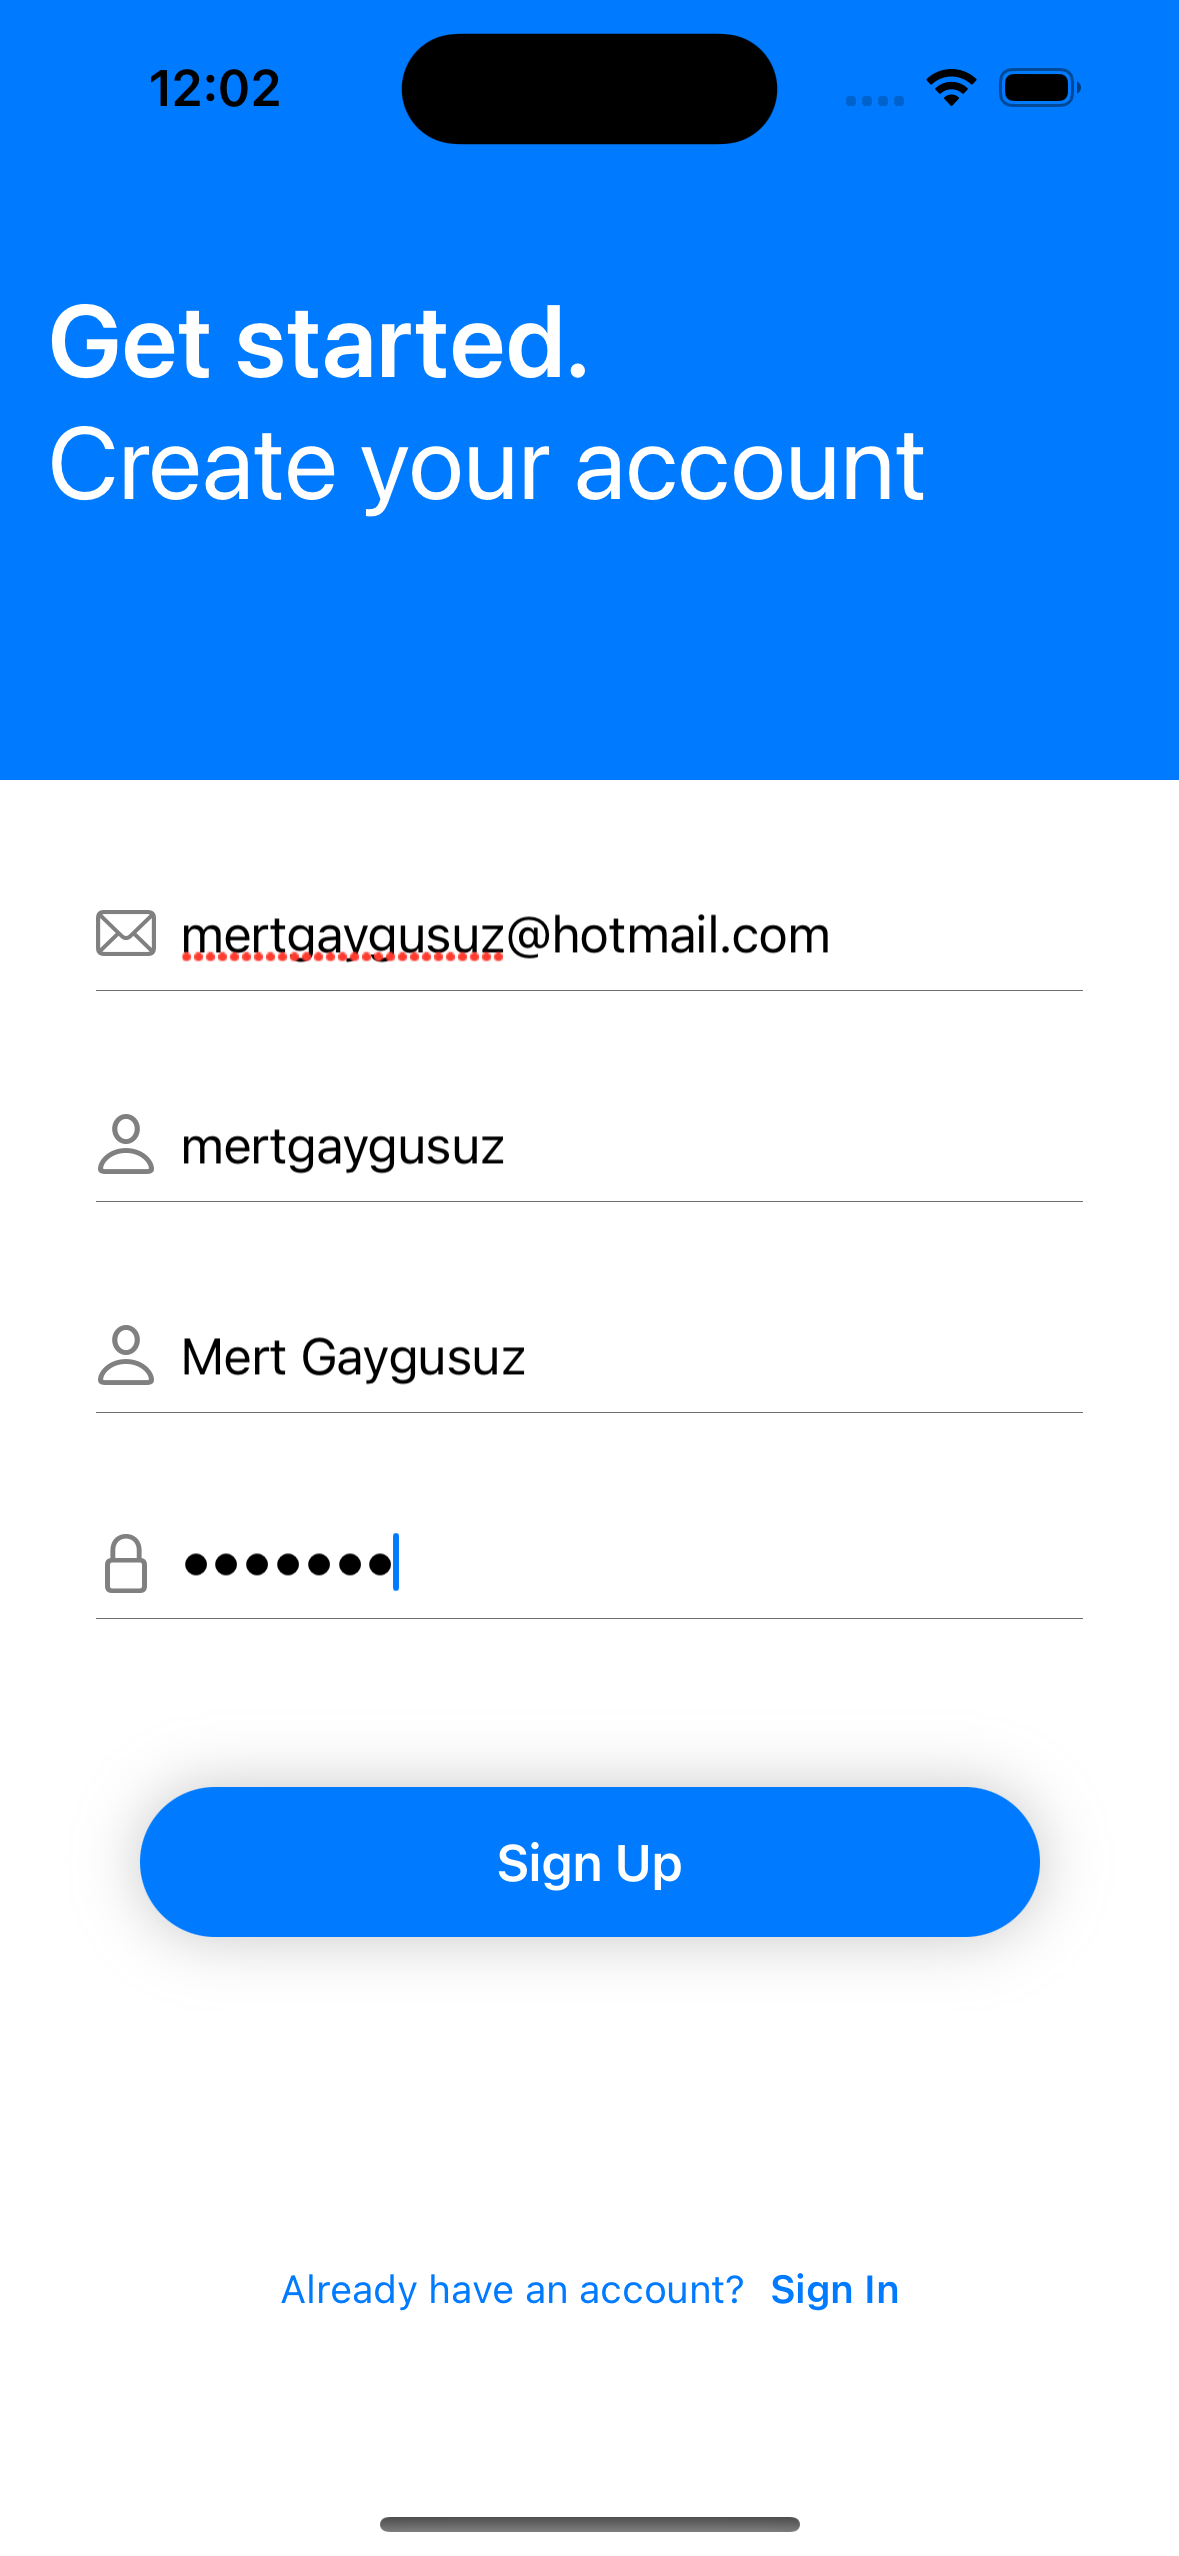 12:02
Get started.
Create your account
mertgaygusuz@hotmail.com
mertgaygusuz
Mert Gaygusuz
•••••••
Sign Up
Already have an account? Sign In